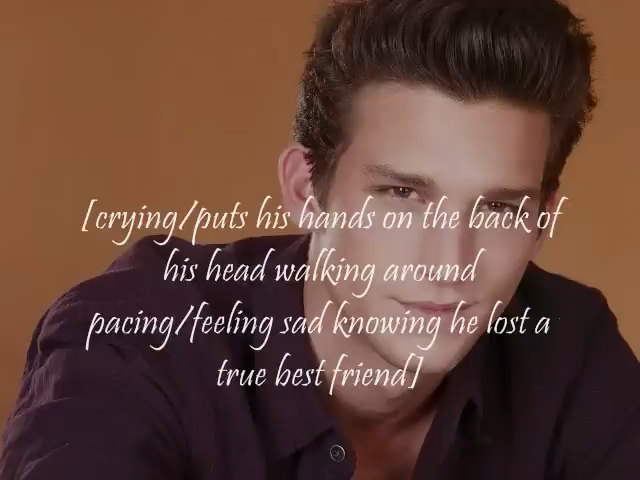 [crying/puts his hands on the back of
his head walking around
pacing/feeling sad knowing he lost a
true best friend]